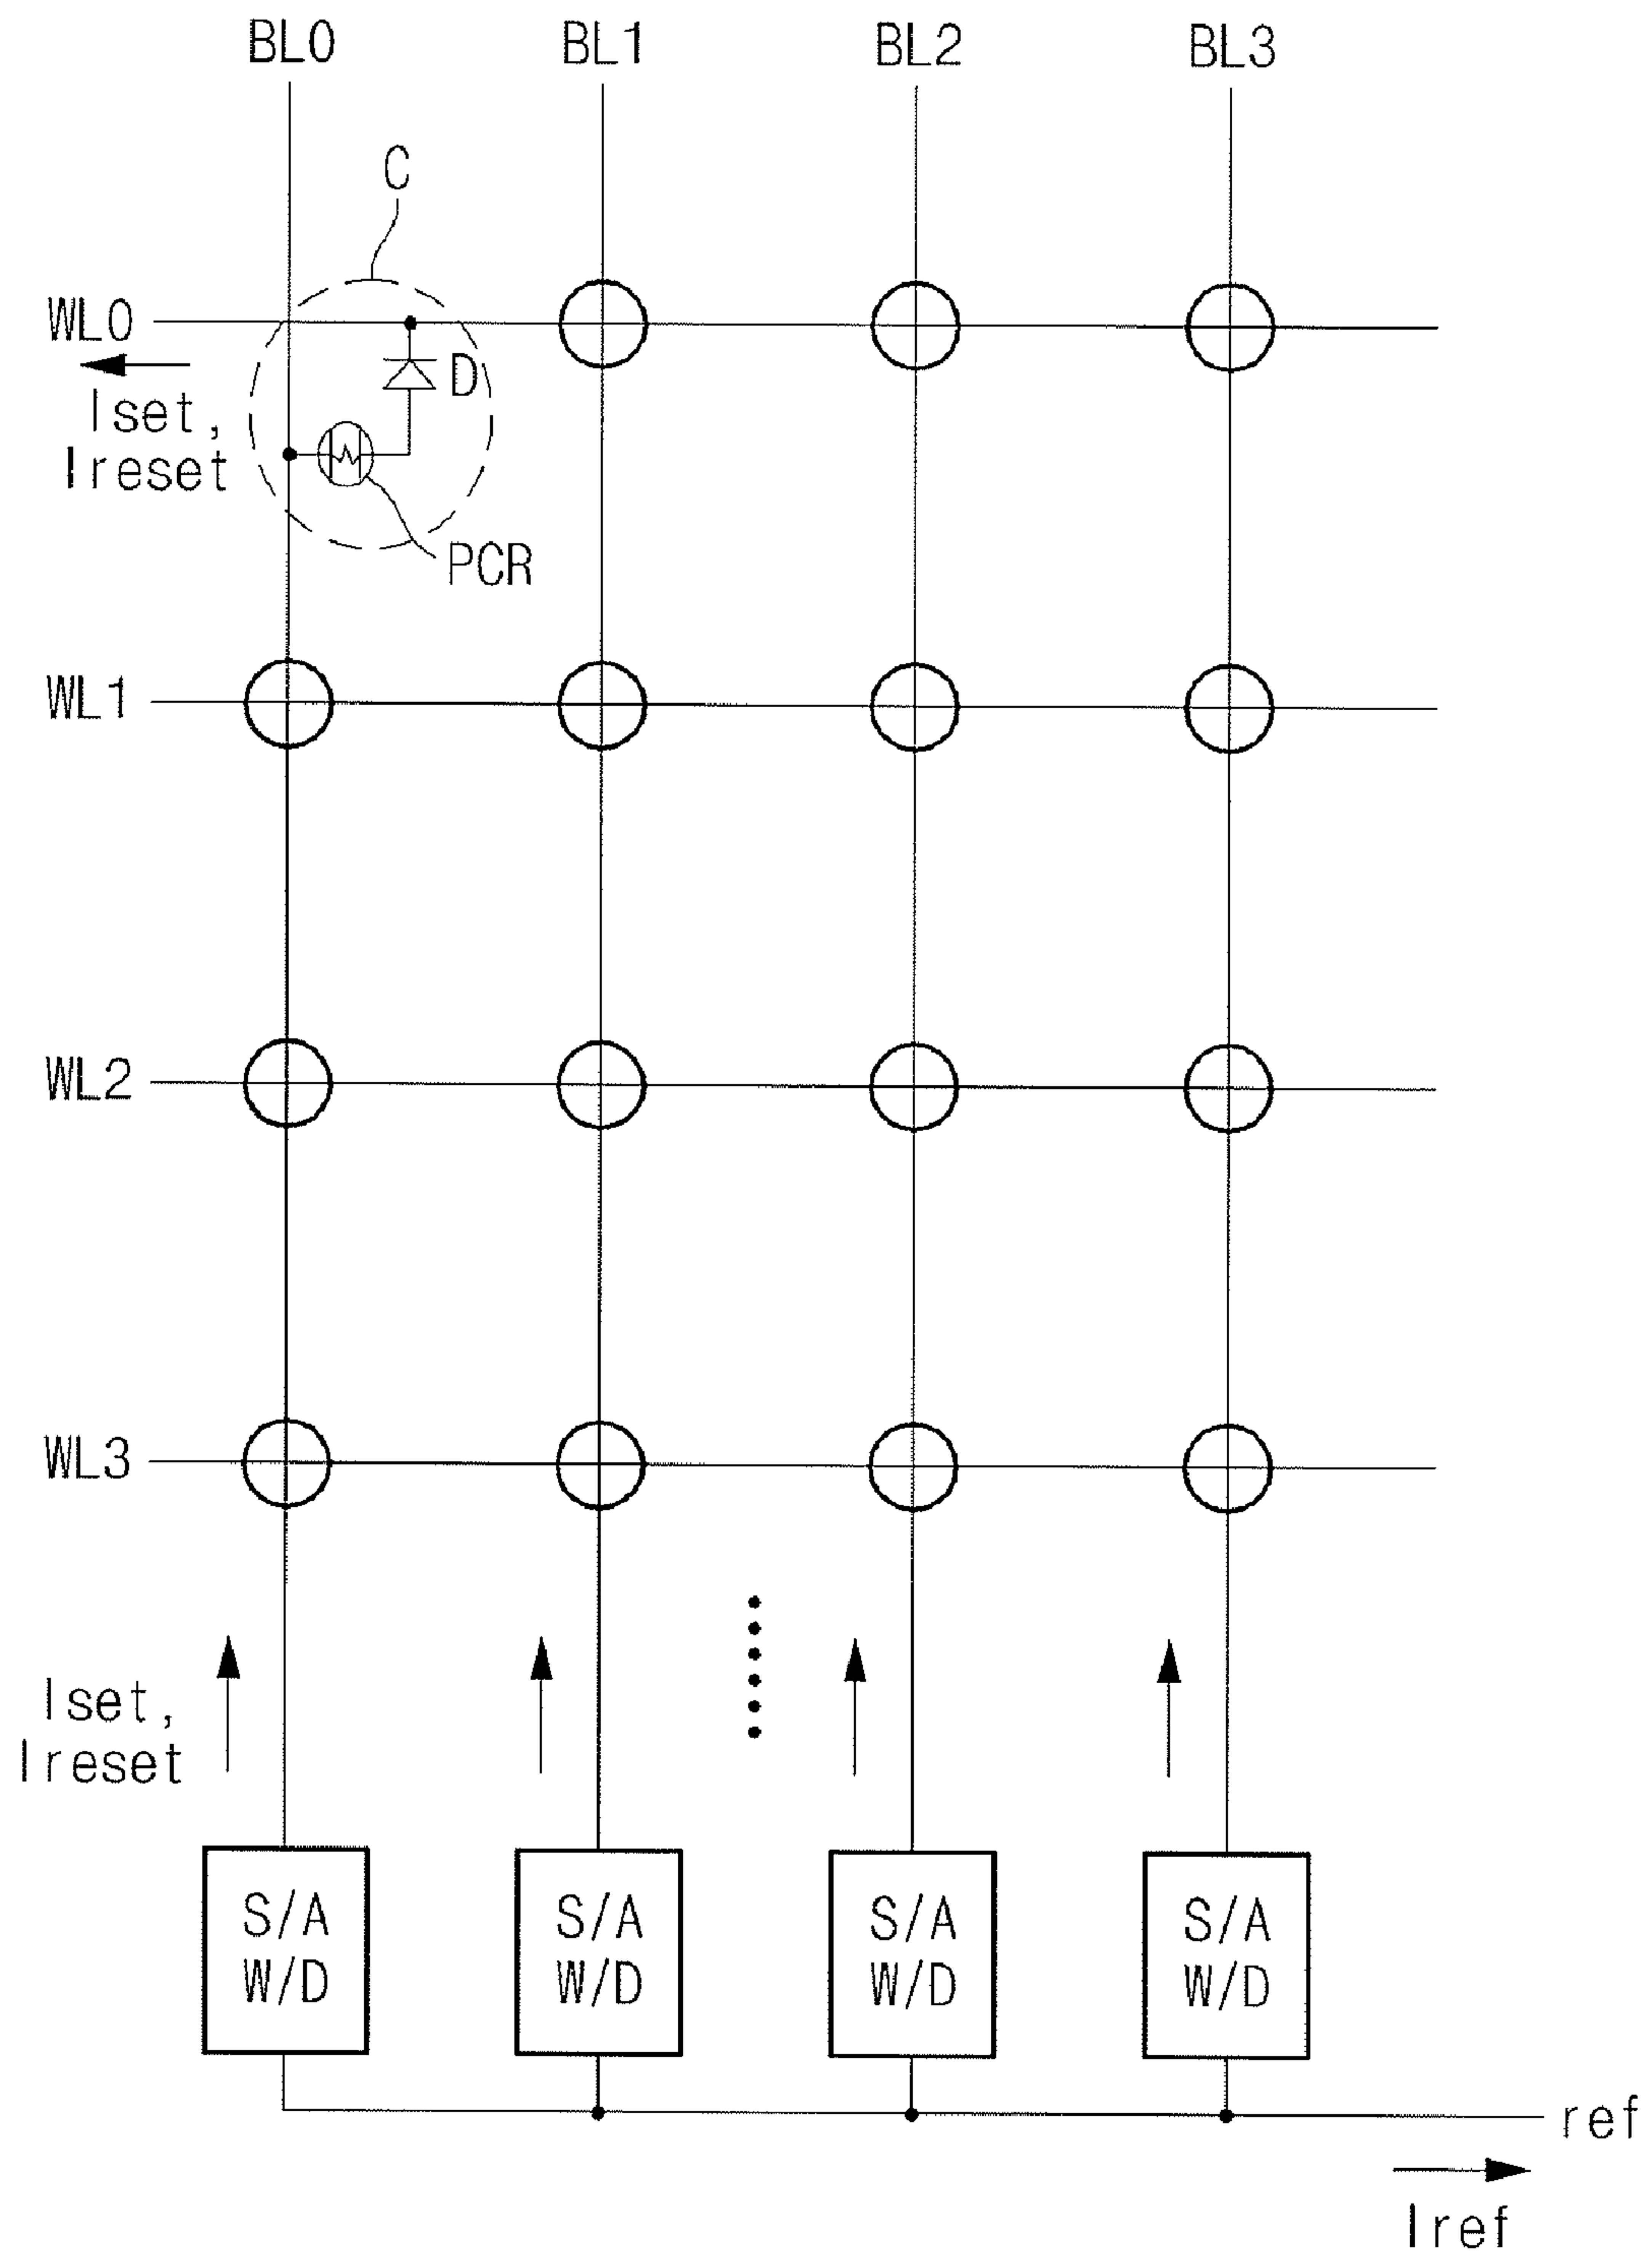 BL0 BL1 BL2 BL3
C
WL0
D
Iset,
Ireset
PCR
WL1
WL2
WL3
Iset,
Ireset
S/A S/A S/A S/A
W/D W/D W/D W/D
ref
Iref